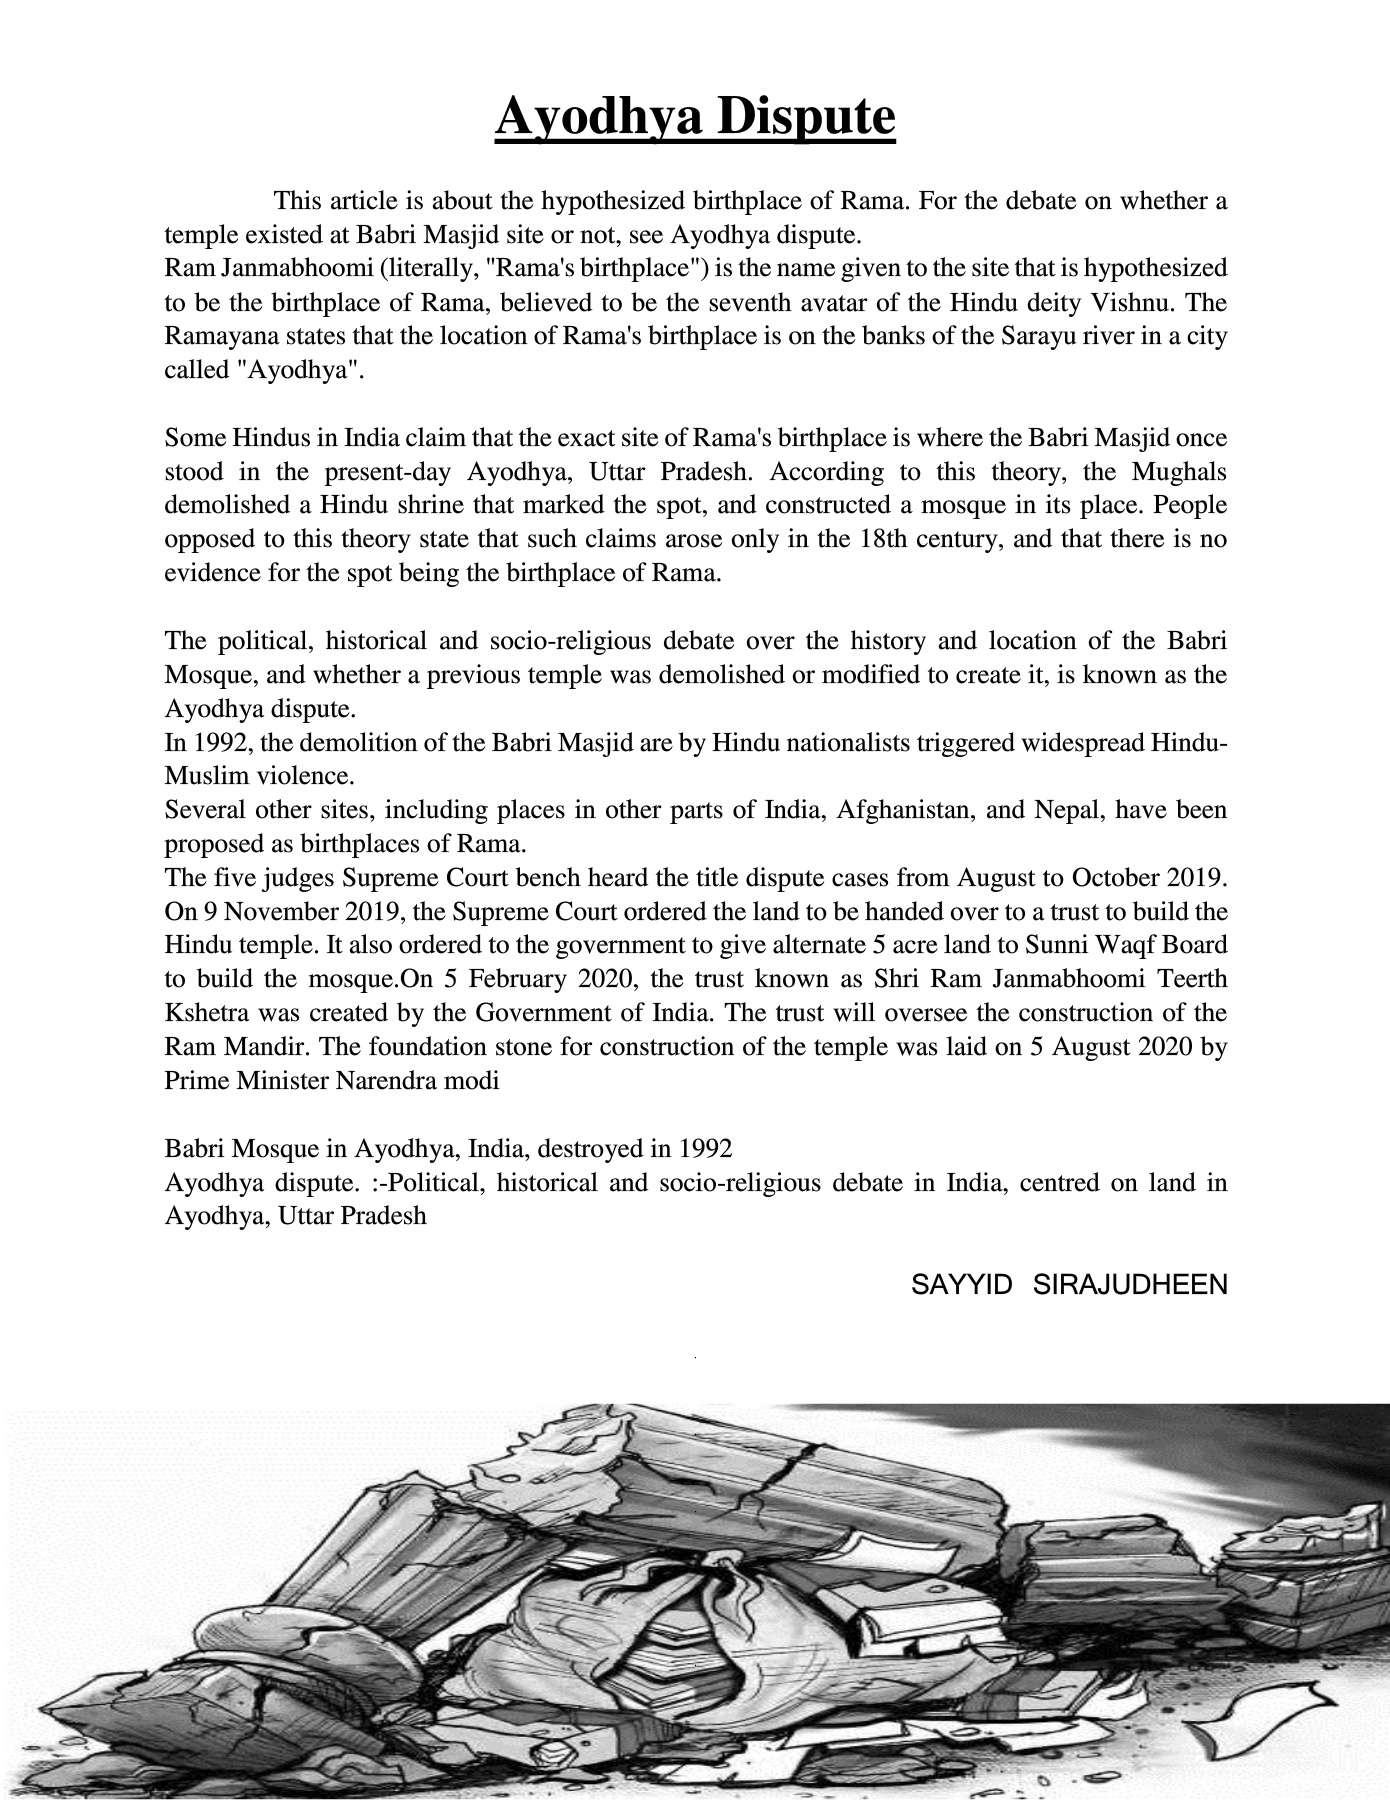 Ayodhya Dispute
This article is about the hypothesized birthplace of Rama. For the debate on whether a
temple existed at Babri Masjid site or not, see Ayodhya dispute.
Ram Janmabhoomi (literally, "Rama's birthplace") is the name given to the site that is hypothesized
to be the birthplace of Rama, believed to be the seventh avatar of the Hindu deity Vishnu. The
Ramayana states that the location of Rama's birthplace is on the banks of the Sarayu river in a city
called "Ayodhya".
Some Hindus in India claim that the exact site of Rama's birthplace is where the Babri Masjid once
stood in the present-day Ayodhya, Uttar Pradesh. According to this theory, the Mughals
demolished a Hindu shrine that marked the spot, and constructed a mosque in its place. People
opposed to this theory state that such claims arose only in the 18th century, and that there is no
evidence for the spot being the birthplace of Rama.
The political, historical and socio-religious debate over the history and location of the Babri
Mosque, and whether a previous temple was demolished or modified to create it, is known as the
Ayodhya dispute.
In 1992, the demolition of the Babri Masjid are by Hindu nationalists triggered widespread Hindu-
Muslim violence.
Several other sites, including places in other parts of India, Afghanistan, and Nepal, have been
proposed as birthplaces of Rama.
The five judges Supreme Court bench heard the title dispute cases from August to October 2019.
On 9 November 2019, the Supreme Court ordered the land to be handed over to a trust to build the
Hindu temple. It also ordered to the government to give alternate 5 acre land to Sunni Waqf Board
to build the mosque.On 5 February 2020, the trust known as Shri Ram Janmabhoomi Teerth
Kshetra was created by the Government of India. The trust will oversee the construction of the
Ram Mandir. The foundation stone for construction of the temple was laid on 5 August 2020 by
Prime Minister Narendra modi
Babri Mosque in Ayodhya, India, destroyed in 1992
Ayodhya dispute. :-Political, historical and socio-religious debate in India, centred on land in
Ayodhya, Uttar Pradesh
SAYYID SIRAJUDHEEN